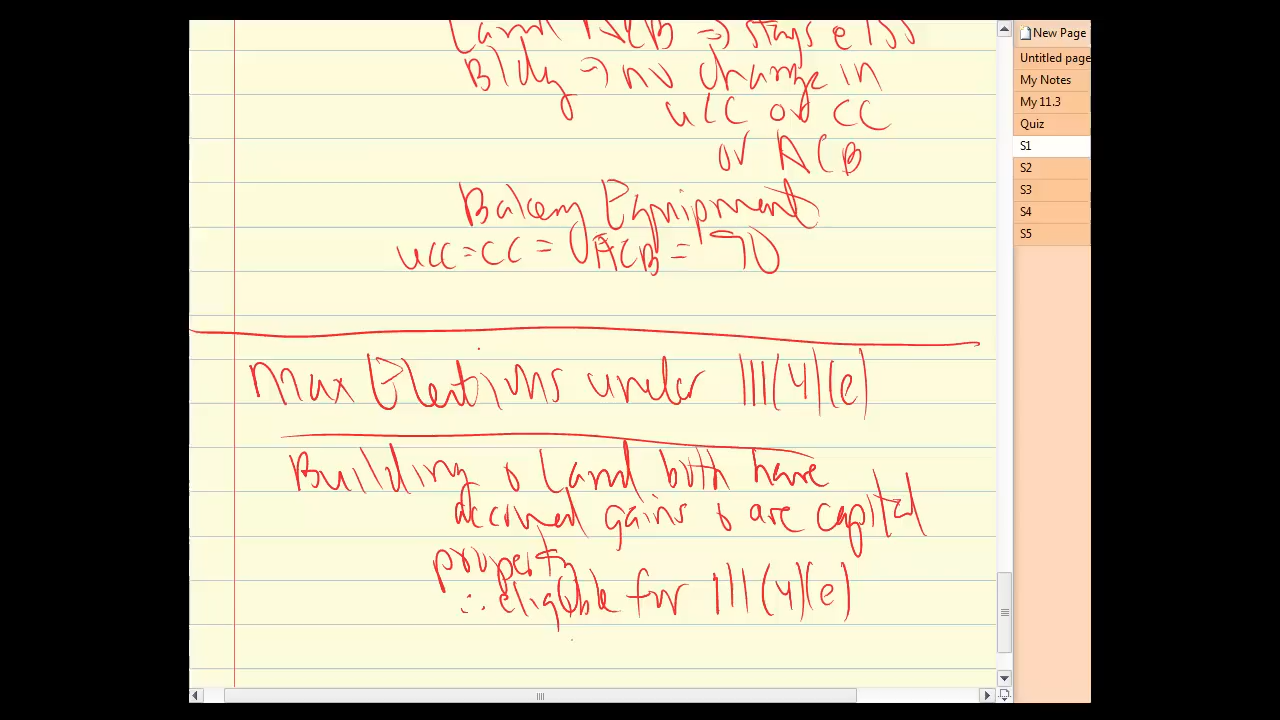 Land ACB => stays @ 155
Bldg => no change in
UCC or CC
or ACB
Bakery Equipment
UCC = CC = 0 ACB = 70
Max Elections under 111(4)(e)
Building & Land both have
accrued gains & are capital
property
∴ eligible for 111(4)(e)
New Page
Untitled page
My Notes
My 11.3
Quiz
S1
S2
S3
S4
S5